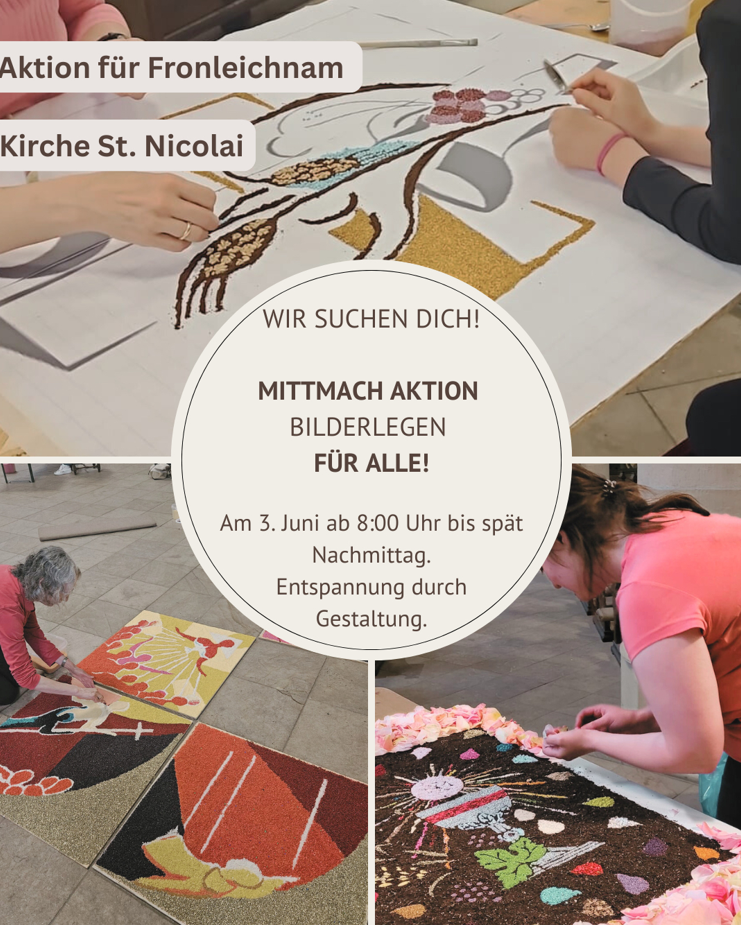 Aktion für Fronleichnam
Kirche St. Nicolai
WIR SUCHEN DICH!
MITTMACH AKTION
BILDERLEGEN
FÜR ALLE!
Am 3. Juni ab 8:00 Uhr bis spät
Nachmittag.
Entspannung durch
Gestaltung.